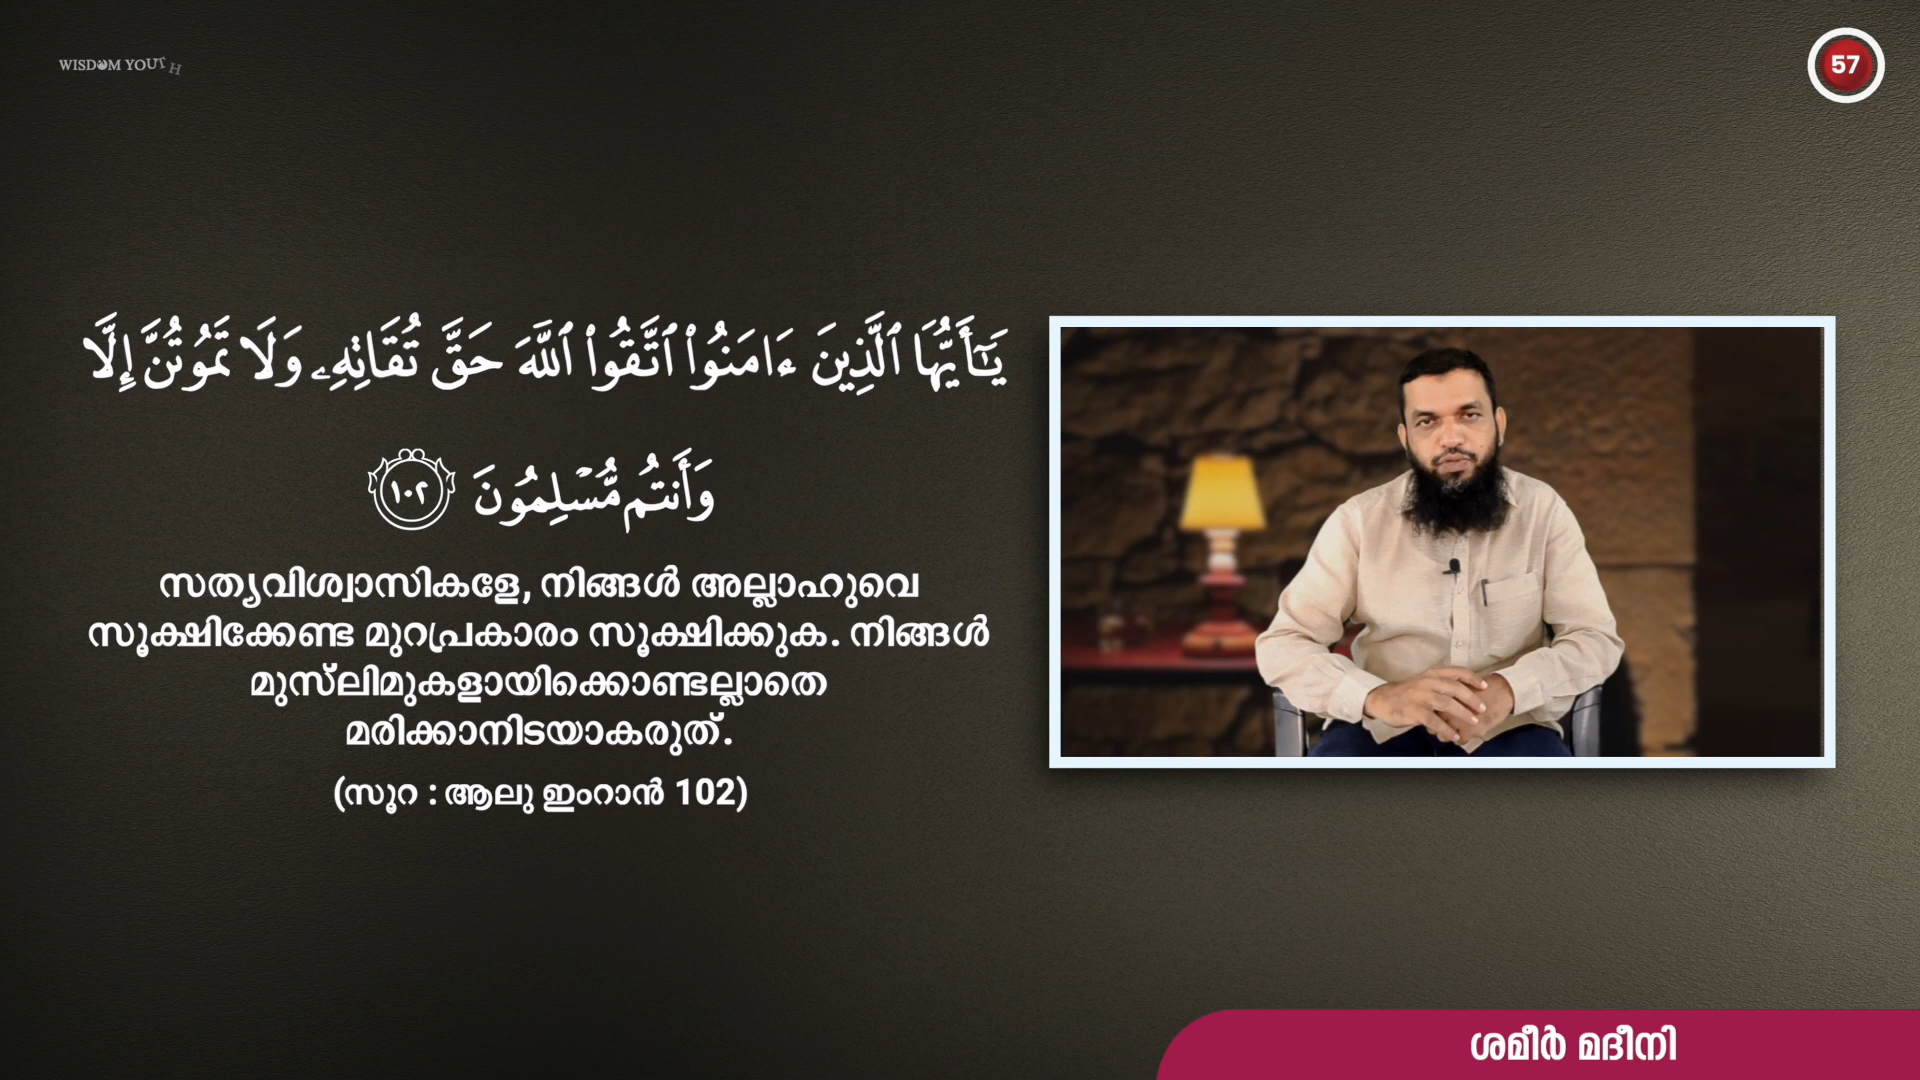 WISDOM YOUTH
57
يَـٰٓأَيُّهَا ٱلَّذِينَ ءَامَنُوا۟ ٱتَّقُوا۟ ٱللَّهَ حَقَّ تُقَاتِهِۦ وَلَا تَمُوتُنَّ إِلَّا
وَأَنتُم مُّسْلِمُونَ ١٠٢
സത്യവിശ്വാസികളേ, നിങ്ങൾ അല്ലാഹുവെ
സൂക്ഷിക്കേണ്ട മുറപ്രകാരം സൂക്ഷിക്കുക. നിങ്ങൾ
മുസ്‌ലിമുകളായിക്കൊണ്ടല്ലാതെ
മരിക്കാനിടയാകരുത്.
(സൂറ : ആലു ഇംറാൻ 102)
ശമീർ മദീനി